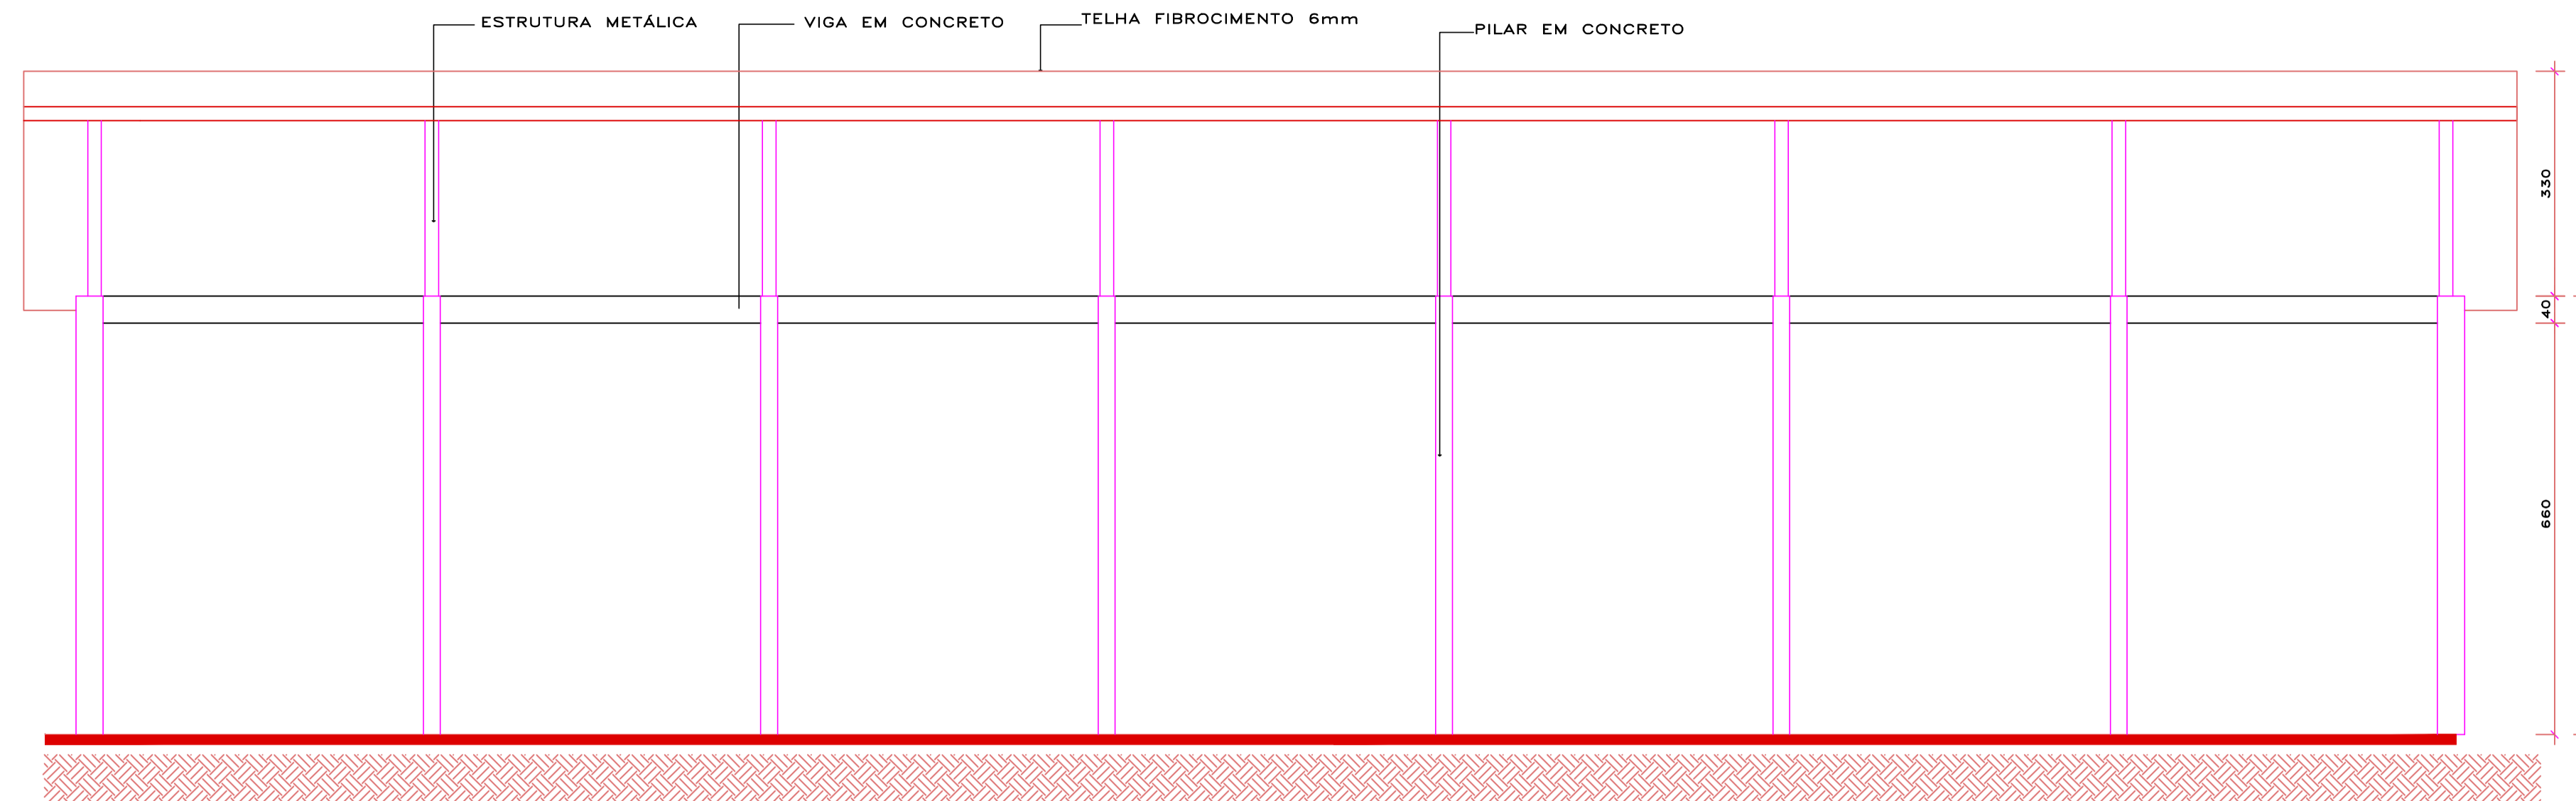 ESTRUTURA METÁLICA
VIGA EM CONCRETO
TELHA FIBROCIMENTO 6mm
PILAR EM CONCRETO
330
40
660